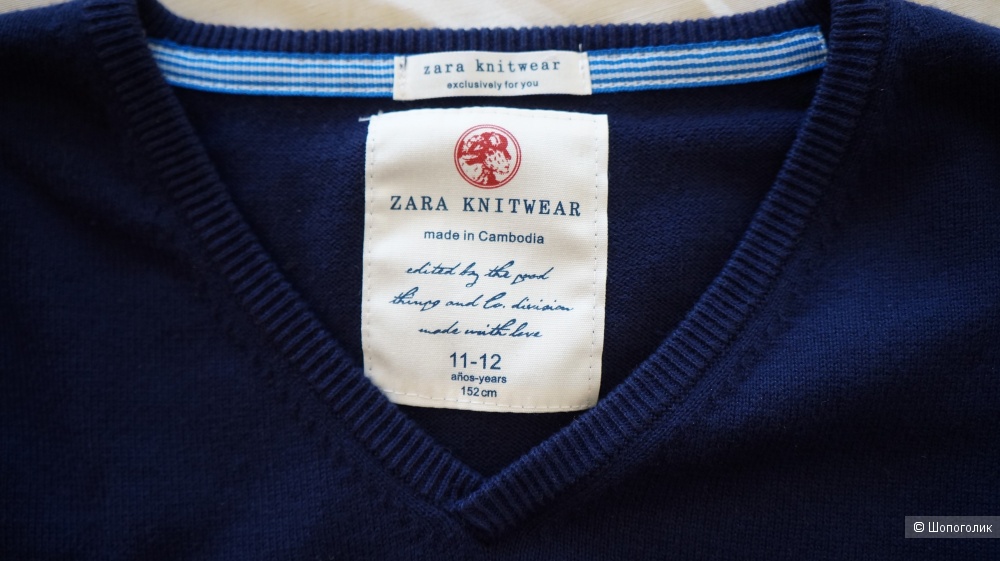 zara knitwear
exclusively for you
ZARA KNITWEAR
made in Cambodia
edited by the good
things and Co. division
made with love
11-12
años-years
152cm
© Шопоголик